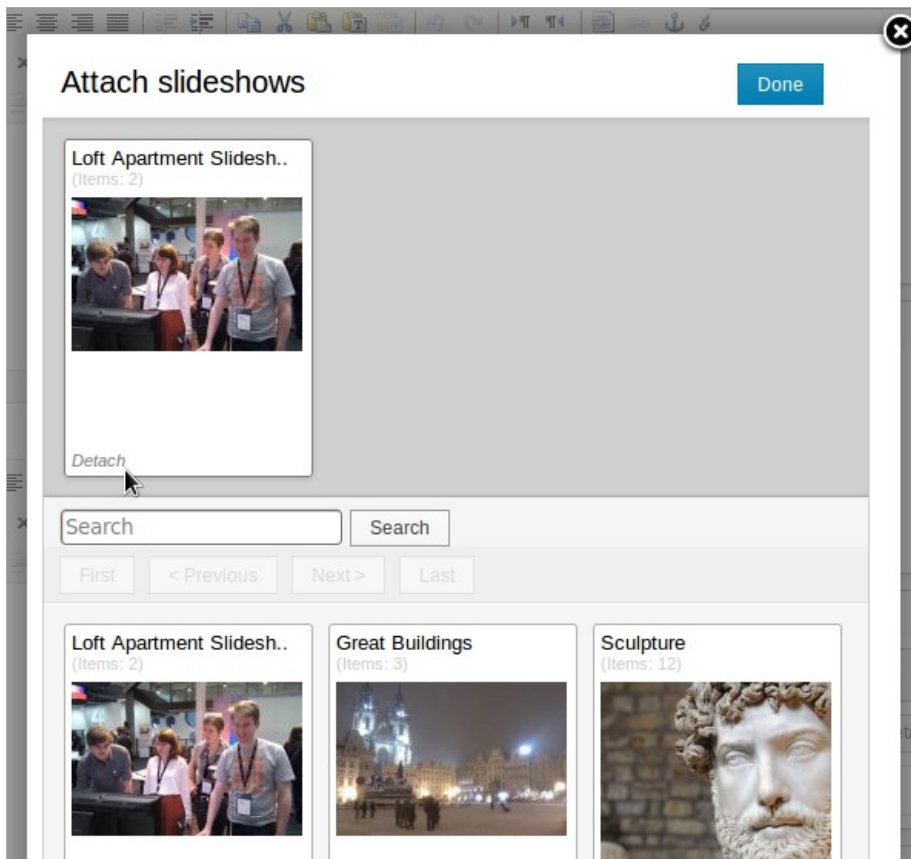 Attach slideshows
Done
Loft Apartment Slidesh..
(Items: 2)
Detach
Search
Search
First
< Previous
Next >
Last
Loft Apartment Slidesh..
(Items: 2)
Great Buildings
(Items: 3)
Sculpture
(Items: 12)